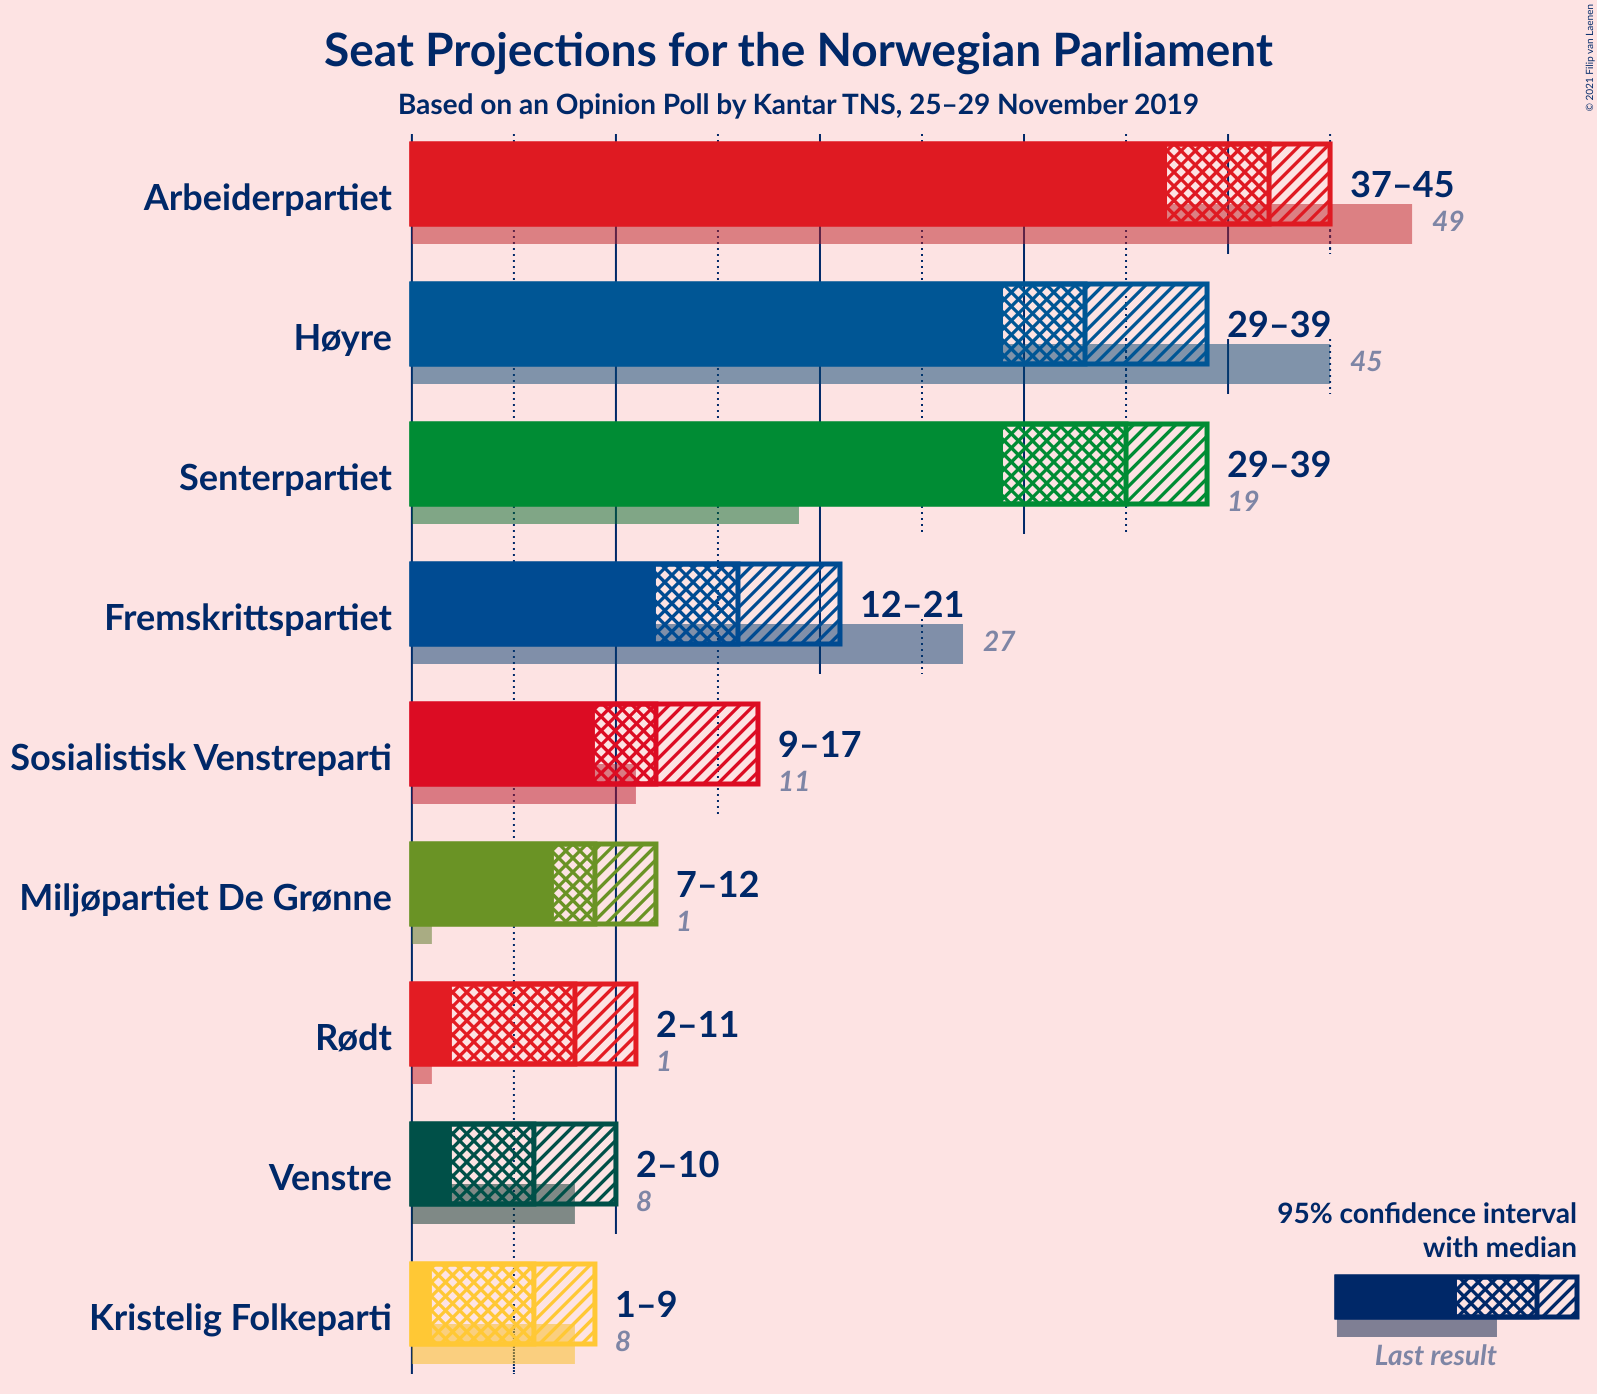 Seat Projections for the Norwegian Parliament
Based on an Opinion Poll by Kantar TNS, 25–29 November 2019
© 2021 Filip van Laenen
Arbeiderpartiet
37–45
49
Høyre
29–39
45
Senterpartiet
29–39
19
Fremskrittspartiet
12–21
27
Sosialistisk Venstreparti
9–17
11
Miljøpartiet De Grønne
7–12
1
Rødt
2–11
1
Venstre
2–10
8
Kristelig Folkeparti
1–9
8
95% confidence interval
with median
Last result